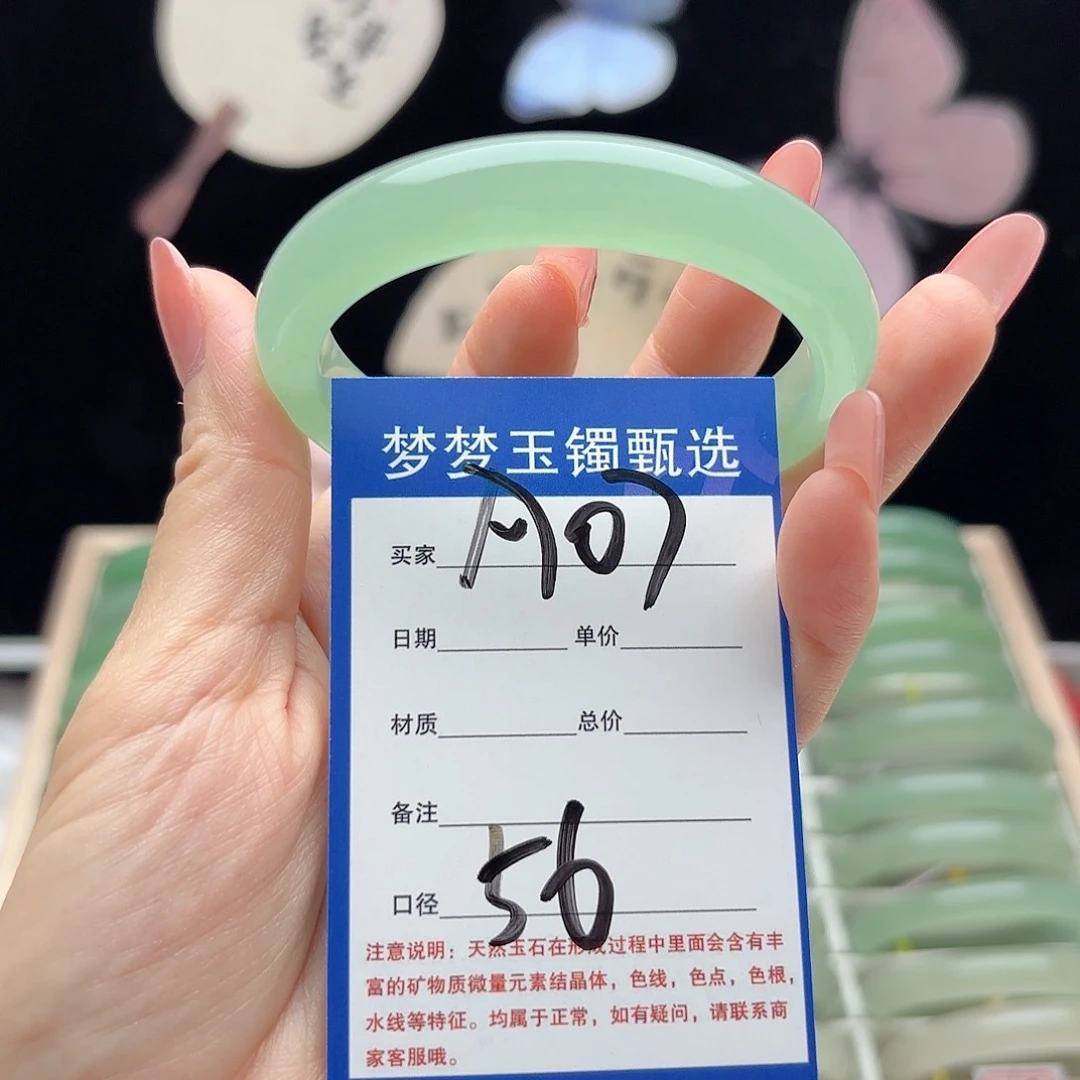 梦梦玉镯甄选
买家 A07
日期 单价
材质 总价
备注
口径 56
注意说明：天然玉石在形成过程中里面会含有丰
富的矿物质微量元素结晶体，色线，色点，色根，
水线等特征。均属于正常，如有疑问，请联系商
家客服哦。